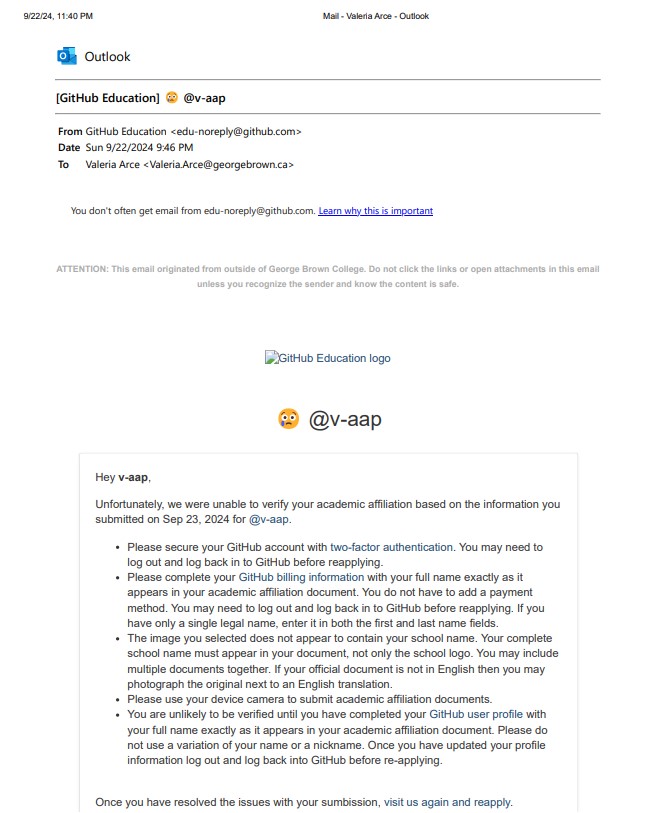 9/22/24, 11:40 PM Mail - Valeria Arce - Outlook
Outlook
[GitHub Education] 😢 @v-aap
From GitHub Education <edu-noreply@github.com>
Date Sun 9/22/2024 9:46 PM
To Valeria Arce <Valeria.Arce@georgebrown.ca>
You don't often get email from edu-noreply@github.com. Learn why this is important
ATTENTION: This email originated from outside of George Brown College. Do not click the links or open attachments in this email
unless you recognize the sender and know the content is safe.
GitHub Education logo
😢 @v-aap
Hey v-aap,
Unfortunately, we were unable to verify your academic affiliation based on the information you
submitted on Sep 23, 2024 for @v-aap.
• Please secure your GitHub account with two-factor authentication. You may need to
log out and log back in to GitHub before reapplying.
• Please complete your GitHub billing information with your full name exactly as it
appears in your academic affiliation document. You do not have to add a payment
method. You may need to log out and log back in to GitHub before reapplying. If you
have only a single legal name, enter it in both the first and last name fields.
• The image you selected does not appear to contain your school name. Your complete
school name must appear in your document, not only the school logo. You may include
multiple documents together. If your official document is not in English then you may
photograph the original next to an English translation.
• Please use your device camera to submit academic affiliation documents.
• You are unlikely to be verified until you have completed your GitHub user profile with
your full name exactly as it appears in your academic affiliation document. Please do
not use a variation of your name or a nickname. Once you have updated your profile
information log out and log back into GitHub before re-applying.
Once you have resolved the issues with your sumbission, visit us again and reapply.